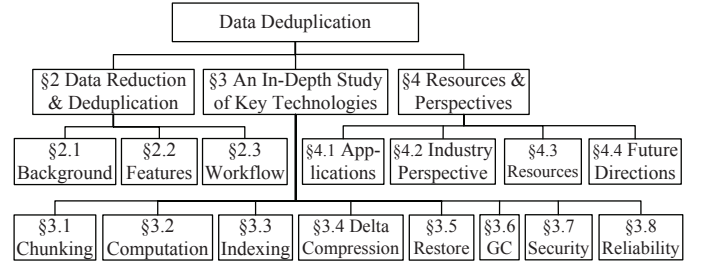 Data Deduplication
§2 Data Reduction
& Deduplication
§3 An In-Depth Study
of Key Technologies
§4 Resources &
Perspectives
§2.1
Background
§2.2
Features
§2.3
Workflow
§4.1 App-
lications
§4.2 Industry
Perspective
§4.3
Resources
§4.4 Future
Directions
§3.1
Chunking
§3.2
Computation
§3.3
Indexing
§3.4 Delta
Compression
§3.5
Restore
§3.6
GC
§3.7
Security
§3.8
Reliability